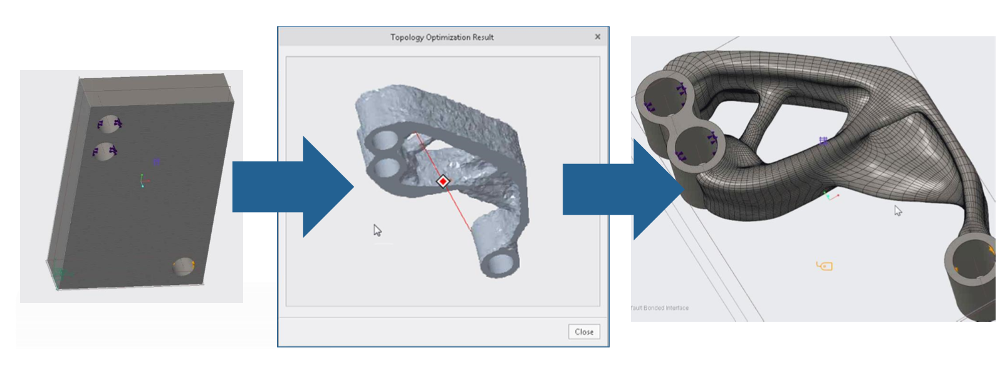 Topology Optimization Result
Close
fault Bonded Interface